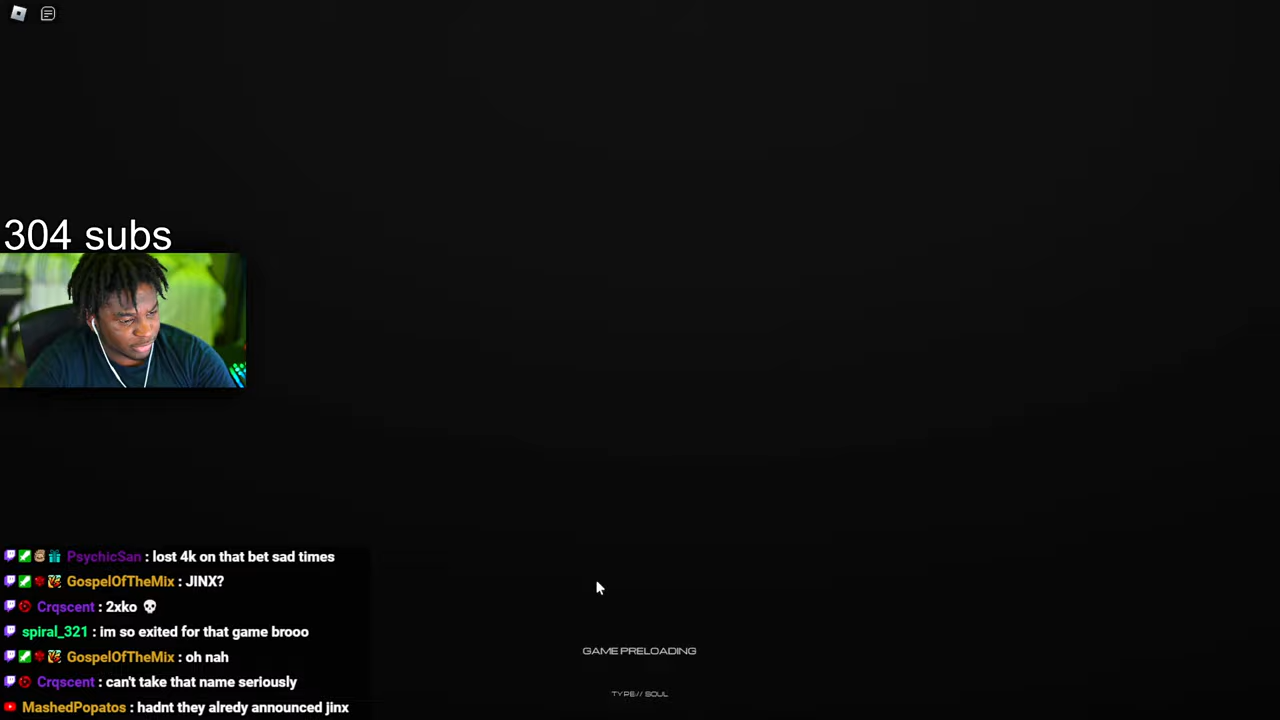 304 subs
PsychicSan : lost 4k on that bet sad times
GospelOfTheMix : JINX?
Crqscent : 2xko 💀
spiral_321 : im so exited for that game brooo
GospelOfTheMix : oh nah
Crqscent : can't take that name seriously
MashedPopatos : hadnt they alredy announced jinx
GAME PRELOADING
TYPE// SOUL